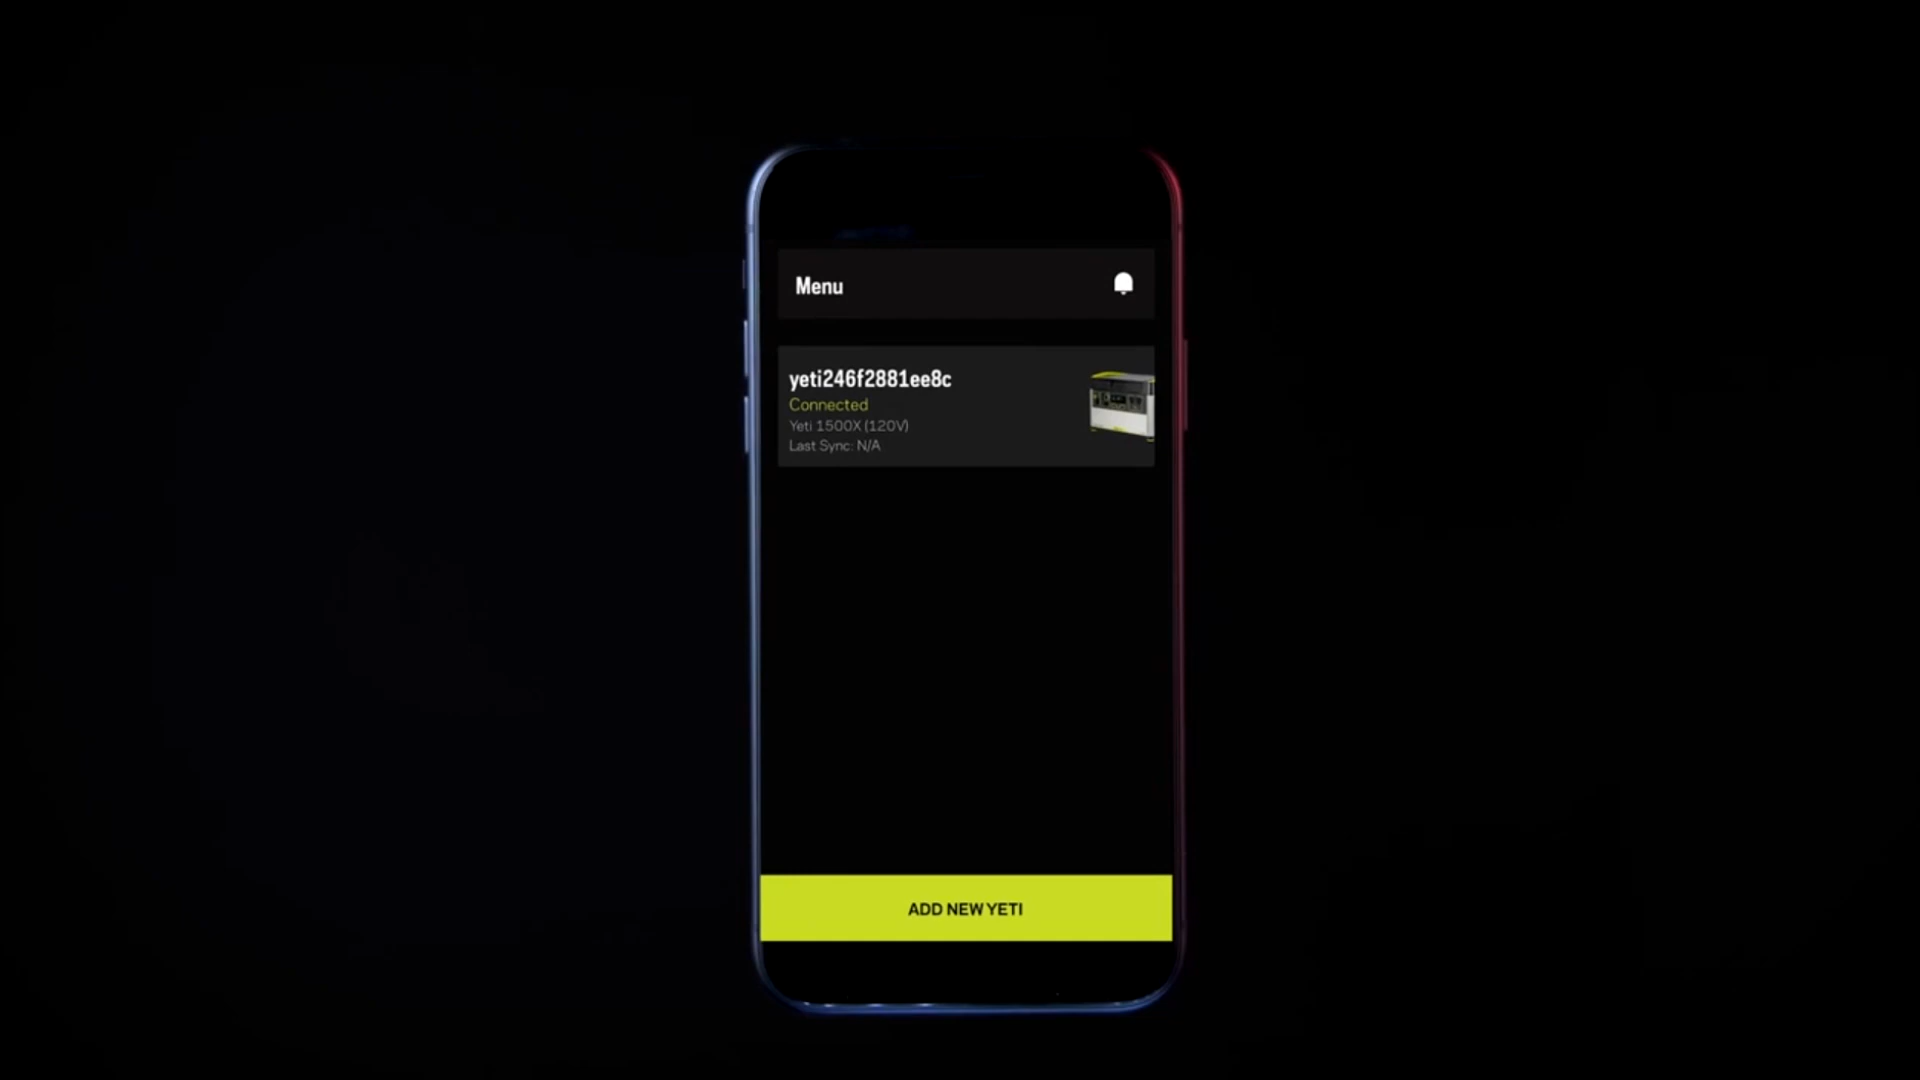 Menu
yeti246f2881ee8c
Connected
Yeti 1500X (120V)
Last Sync: N/A
ADD NEW YETI